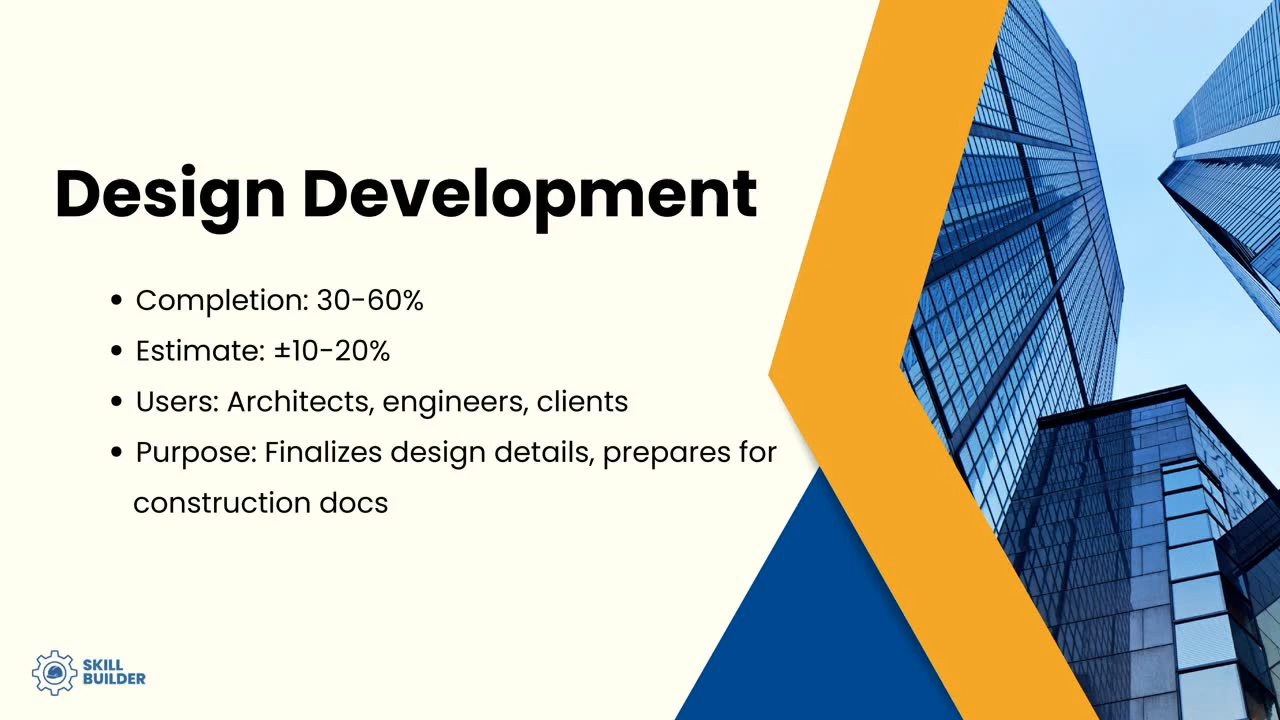 Design Development
• Completion: 30-60%
• Estimate: ±10-20%
• Users: Architects, engineers, clients
• Purpose: Finalizes design details, prepares for
construction docs
SKILL
BUILDER